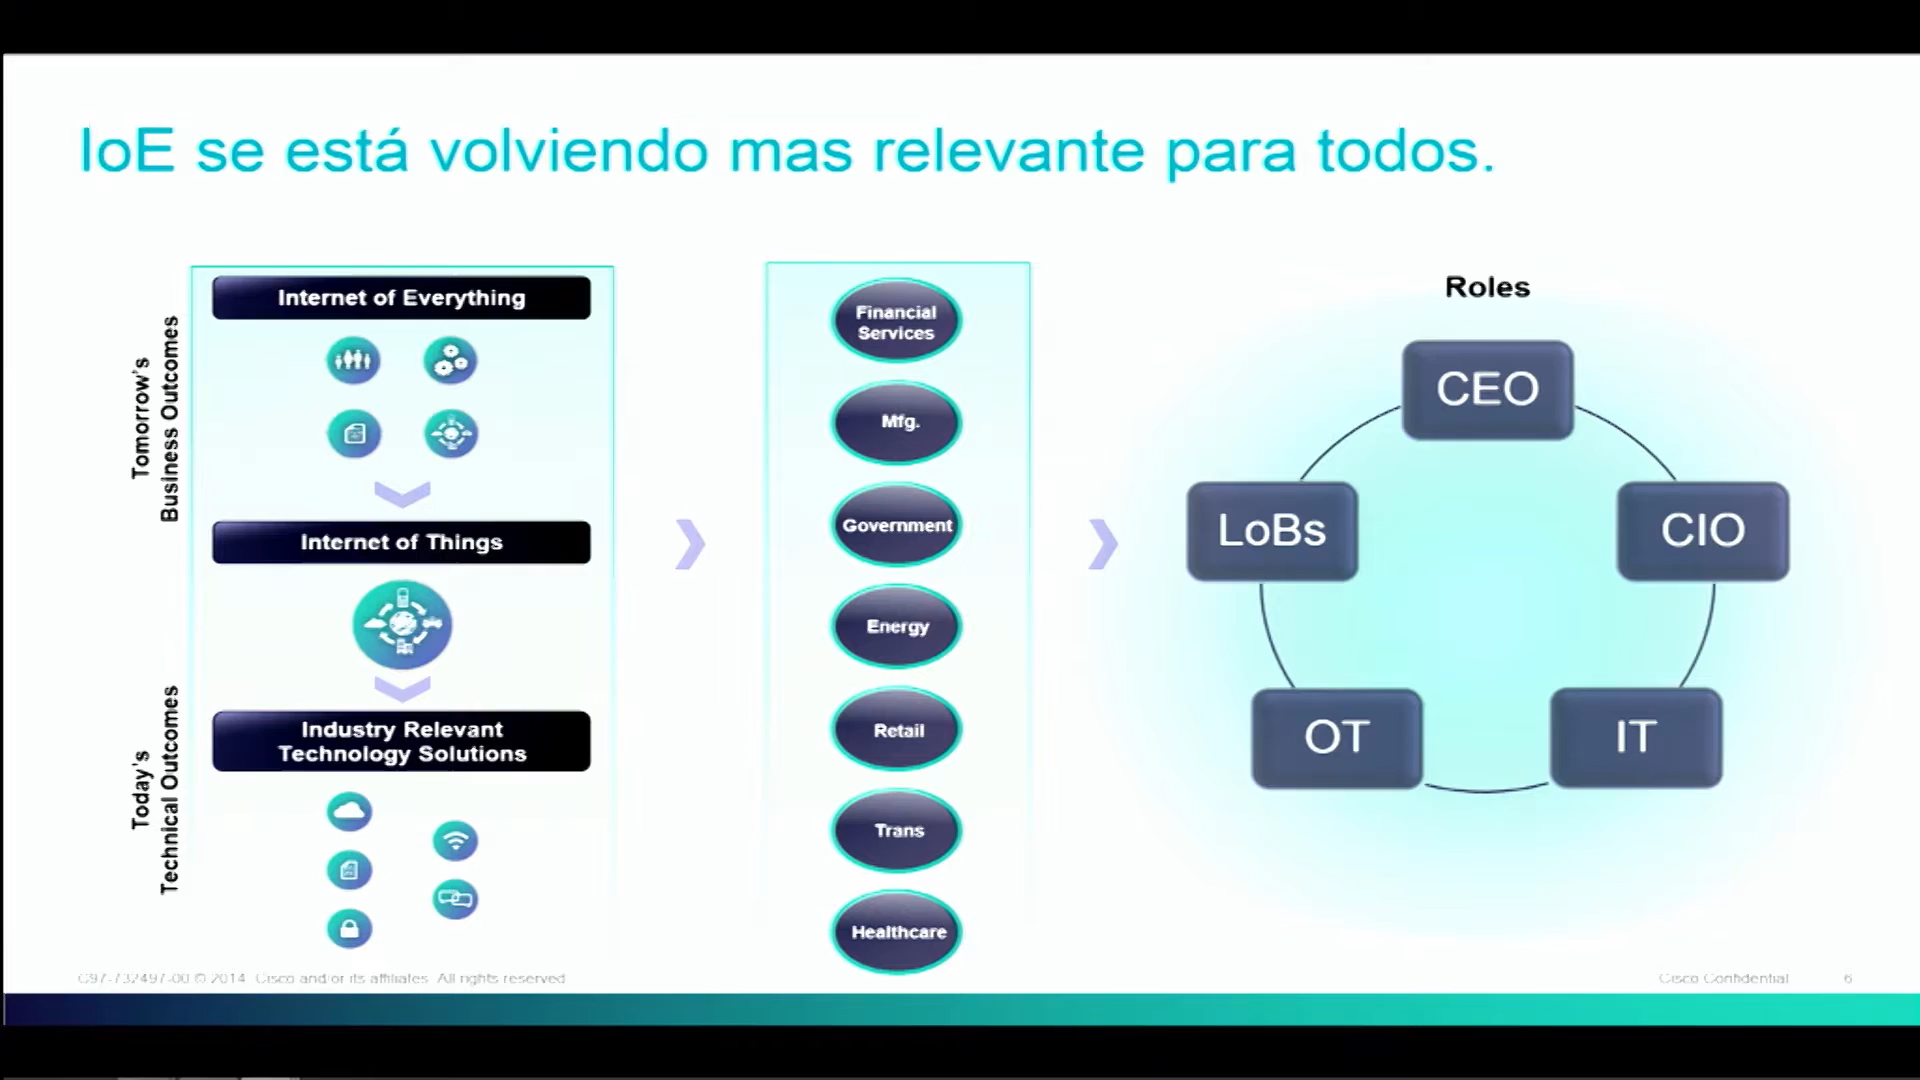 IoE se está volviendo mas relevante para todos.
Tomorrow's
Business Outcomes
Internet of Everything
Internet of Things
Today's
Technical Outcomes
Industry Relevant
Technology Solutions
Financial
Services
Mfg.
Government
Energy
Retail
Trans
Healthcare
Roles
CEO
LoBs
CIO
OT
IT
C97-732497-00 © 2014 Cisco and/or its affiliates. All rights reserved
Cisco Confidential
6